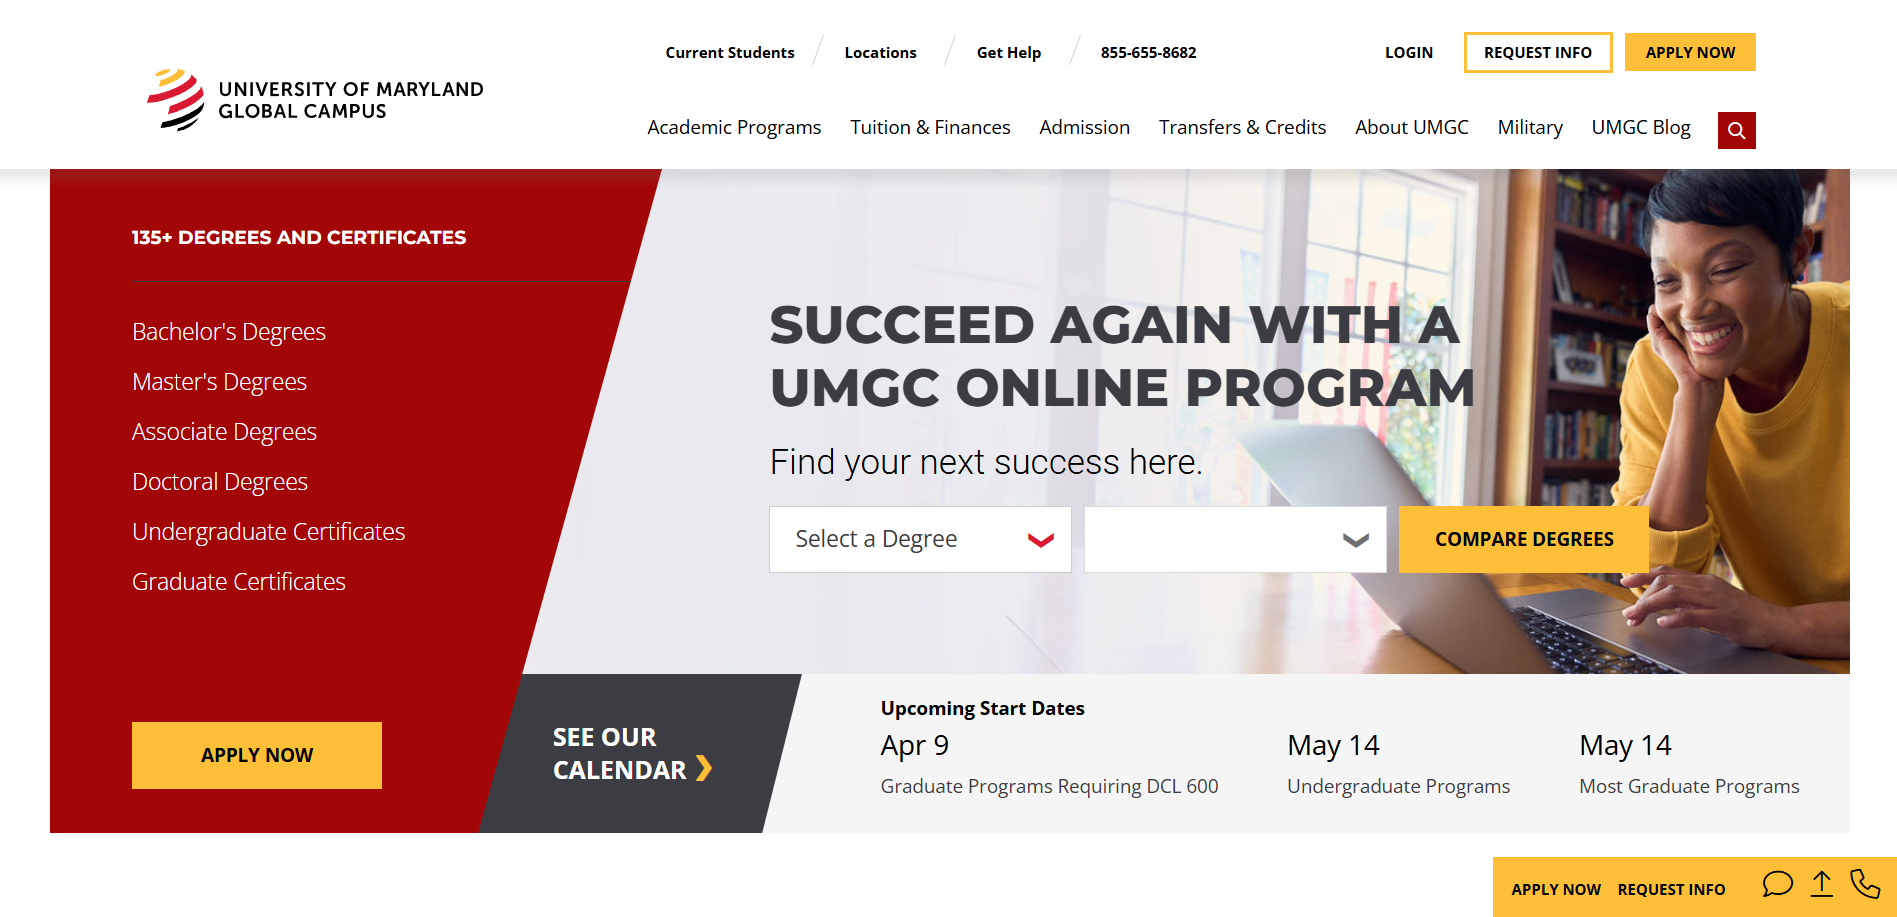 Current Students
Locations
Get Help
855-655-8682
LOGIN
REQUEST INFO
APPLY NOW
UNIVERSITY OF MARYLAND
GLOBAL CAMPUS
Academic Programs
Tuition & Finances
Admission
Transfers & Credits
About UMGC
Military
UMGC Blog
135+ DEGREES AND CERTIFICATES
Bachelor's Degrees
Master's Degrees
Associate Degrees
Doctoral Degrees
Undergraduate Certificates
Graduate Certificates
APPLY NOW
SUCCEED AGAIN WITH A
UMGC ONLINE PROGRAM
Find your next success here.
Select a Degree
COMPARE DEGREES
SEE OUR
CALENDAR
Upcoming Start Dates
Apr 9
Graduate Programs Requiring DCL 600
May 14
Undergraduate Programs
May 14
Most Graduate Programs
APPLY NOW
REQUEST INFO